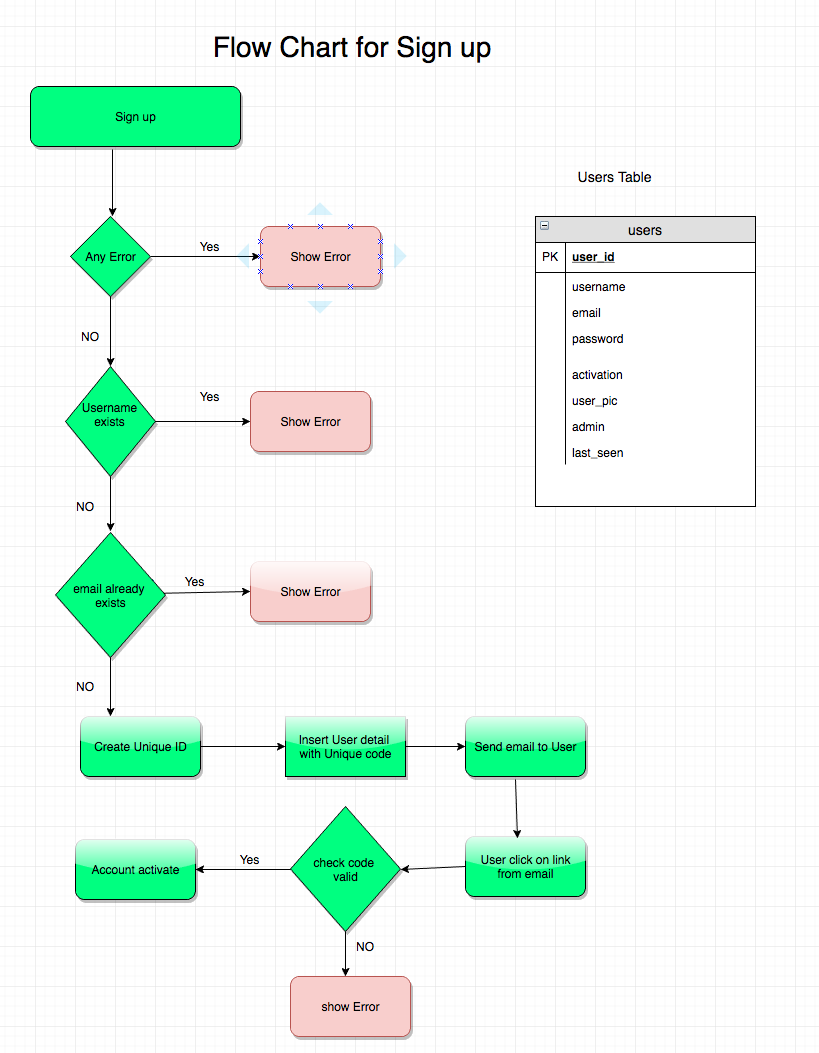 Flow Chart for Sign up
Sign up
Users Table
users
PK
user_id
username
email
password
activation
user_pic
admin
last_seen
Any Error
Yes
Show Error
NO
Username
exists
Yes
Show Error
NO
email already
exists
Yes
Show Error
NO
Create Unique ID
Insert User detail
with Unique code
Send email to User
User click on link
from email
check code
valid
Yes
Account activate
NO
show Error